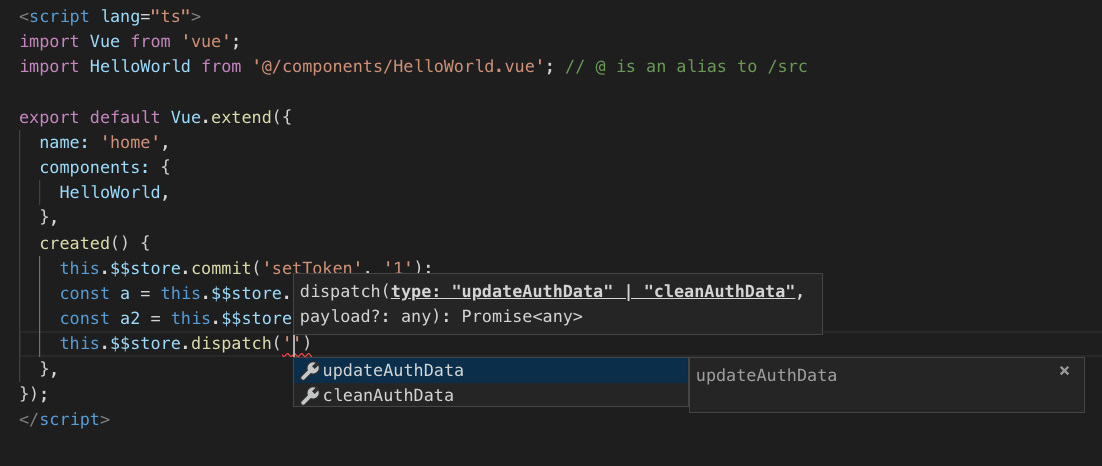 <script lang="ts">
import Vue from 'vue';
import HelloWorld from '@/components/HelloWorld.vue'; // @ is an alias to /src
export default Vue.extend({
name: 'home',
components: {
HelloWorld,
},
created() {
this.$$store.commit('setToken', '1');
const a = this.$$store.
dispatch(type: "updateAuthData" | "cleanAuthData",
const a2 = this.$$store
payload?: any): Promise<any>
this.$$store.dispatch('')
updateAuthData
updateAuthData ×
},
cleanAuthData
});
</script>